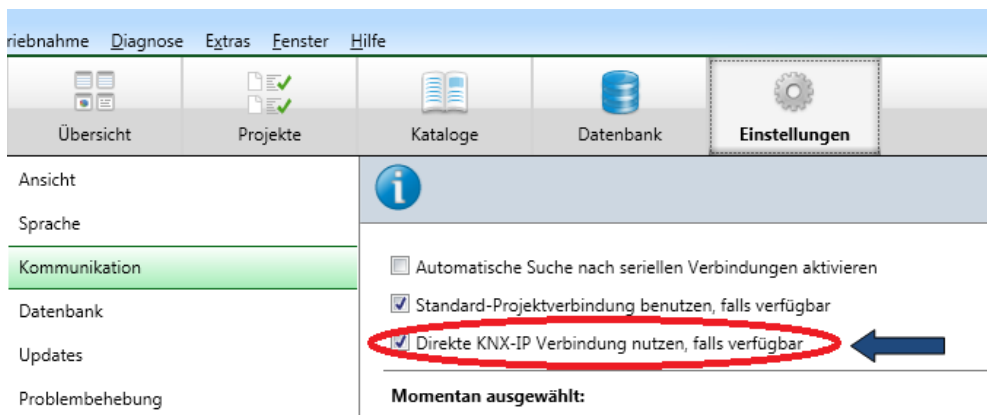 riebnahme Diagnose Extras Fenster Hilfe
Übersicht Projekte Kataloge Datenbank Einstellungen
Ansicht
Sprache
Kommunikation
Datenbank
Updates
Problembehebung
Automatische Suche nach seriellen Verbindungen aktivieren
Standard-Projektverbindung benutzen, falls verfügbar
Direkte KNX-IP Verbindung nutzen, falls verfügbar
Momentan ausgewählt: